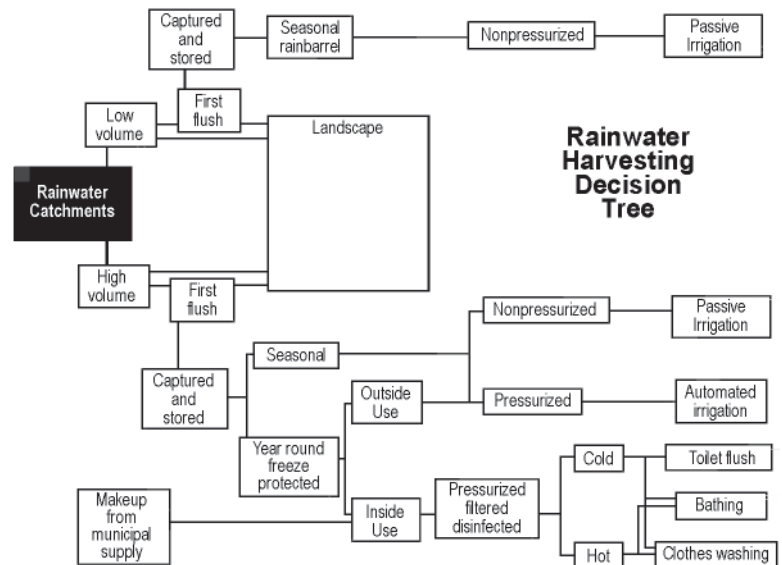 Captured
and
stored
Seasonal
rainbarrel
Nonpressurized
Passive
Irrigation
First
flush
Low
volume
Landscape
Rainwater
Harvesting
Decision
Tree
Rainwater
Catchments
High
volume
First
flush
Nonpressurized
Passive
Irrigation
Seasonal
Captured
and
stored
Outside
Use
Pressurized
Automated
irrigation
Year round
freeze
protected
Cold
Toilet flush
Makeup
from
municipal
supply
Inside
Use
Pressurized
filtered
disinfected
Bathing
Hot
Clothes washing